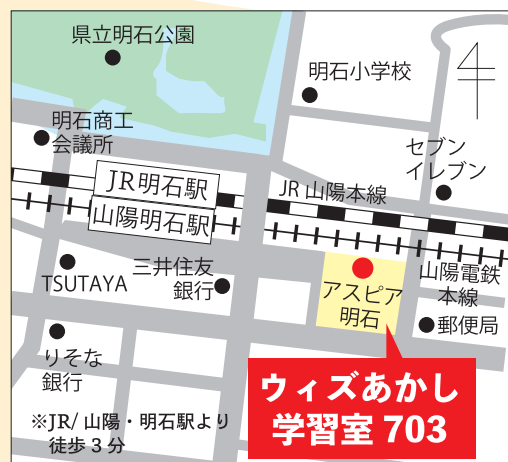 県立明石公園
明石小学校
明石商工
会議所
セブン
イレブン
JR明石駅
JR 山陽本線
山陽明石駅
TSUTAYA
三井住友
銀行
アスピア
明石
山陽電鉄
本線
郵便局
りそな
銀行
ウィズあかし
学習室 703
※JR/ 山陽・明石駅より
徒歩 3 分